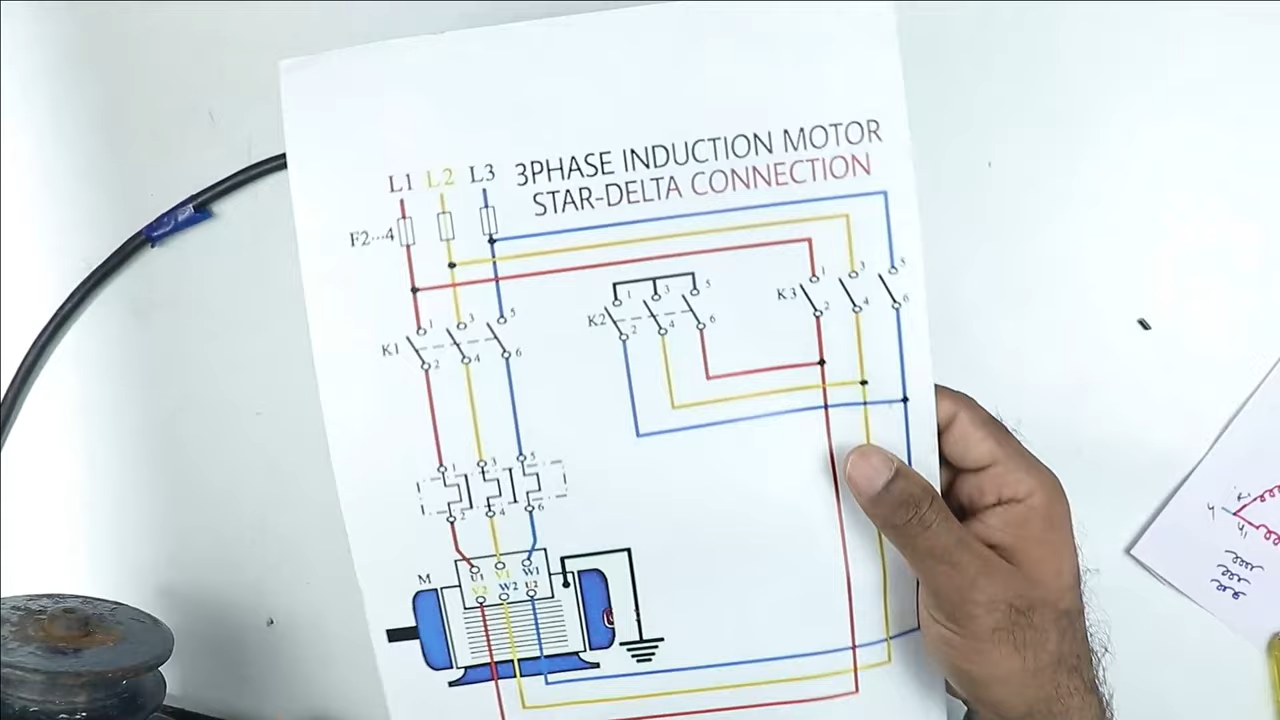 3PHASE INDUCTION MOTOR
STAR-DELTA CONNECTION
L1 L2 L3
F2...4
K1
1 3 5
2 4 6
K2
1 3 5
2 4 6
K3
1 3 5
2 4 6
1 3 5
2 4 6
M
U1 V1 W1
V2 W2 U2